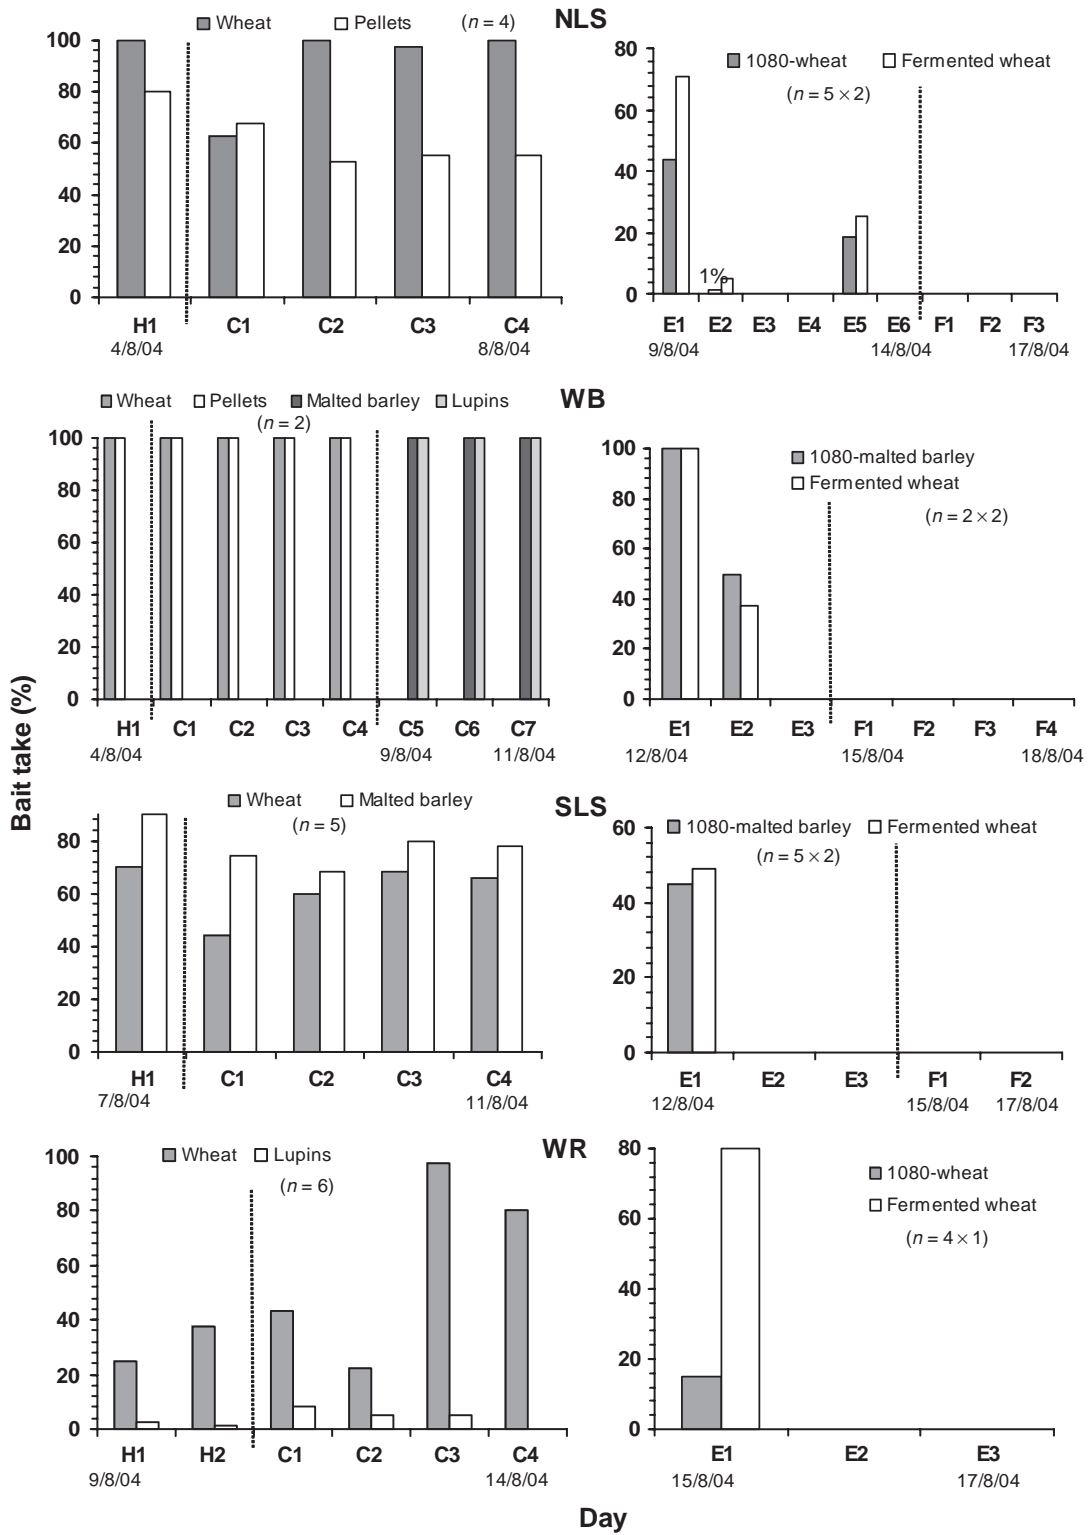 NLS
Wheat Pellets (n = 4)
100
80
60
40
20
0
H1 C1 C2 C3 C4
4/8/04 8/8/04
1080-wheat Fermented wheat
(n = 5 × 2)
80
60
40
20
0
1%
E1 E2 E3 E4 E5 E6 F1 F2 F3
9/8/04 14/8/04 17/8/04
WB
Wheat Pellets Malted barley Lupins
(n = 2)
100
80
60
40
20
0
H1 C1 C2 C3 C4 C5 C6 C7
4/8/04 9/8/04 11/8/04
1080-malted barley
Fermented wheat
(n = 2 × 2)
100
80
60
40
20
0
E1 E2 E3 F1 F2 F3 F4
12/8/04 15/8/04 18/8/04
Bait take (%)
SLS
Wheat Malted barley
(n = 5)
80
60
40
20
0
H1 C1 C2 C3 C4
7/8/04 11/8/04
1080-malted barley Fermented wheat
(n = 5 × 2)
60
40
20
0
E1 E2 E3 F1 F2
12/8/04 15/8/04 17/8/04
WR
Wheat Lupins
(n = 6)
100
80
60
40
20
0
H1 H2 C1 C2 C3 C4
9/8/04 14/8/04
1080-wheat
Fermented wheat
(n = 4 × 1)
80
60
40
20
0
E1 E2 E3
15/8/04 17/8/04
Day